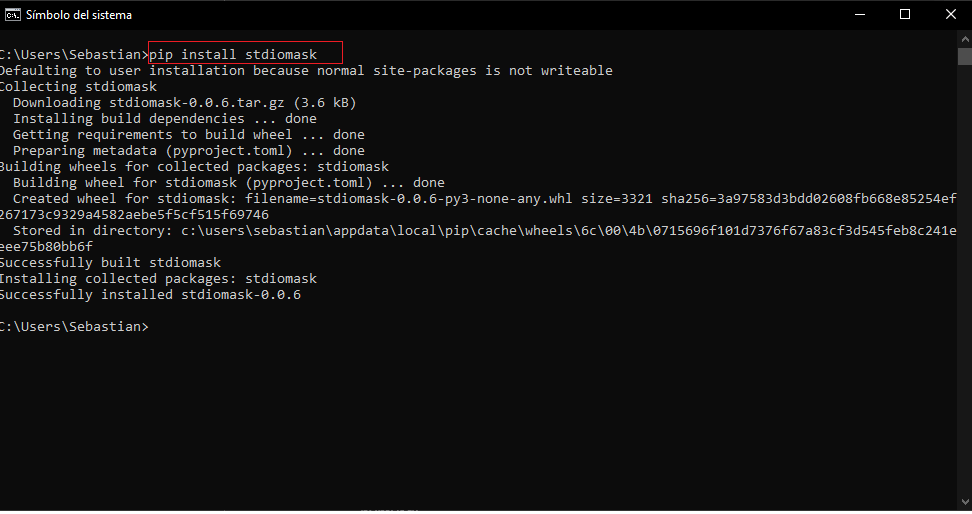 Símbolo del sistema
C:\Users\Sebastian>pip install stdiomask
Defaulting to user installation because normal site-packages is not writeable
Collecting stdiomask
  Downloading stdiomask-0.0.6.tar.gz (3.6 kB)
  Installing build dependencies ... done
  Getting requirements to build wheel ... done
  Preparing metadata (pyproject.toml) ... done
Building wheels for collected packages: stdiomask
  Building wheel for stdiomask (pyproject.toml) ... done
  Created wheel for stdiomask: filename=stdiomask-0.0.6-py3-none-any.whl size=3321 sha256=3a97583d3bdd02608fb668e85254ef
267173c9329a4582aebe5f5cf515f69746
  Stored in directory: c:\users\sebastian\appdata\local\pip\cache\wheels\6c\00\4b\0715696f101d7376f67a83cf3d545feb8c241e
eee75b80bb6f
Successfully built stdiomask
Installing collected packages: stdiomask
Successfully installed stdiomask-0.0.6
C:\Users\Sebastian>